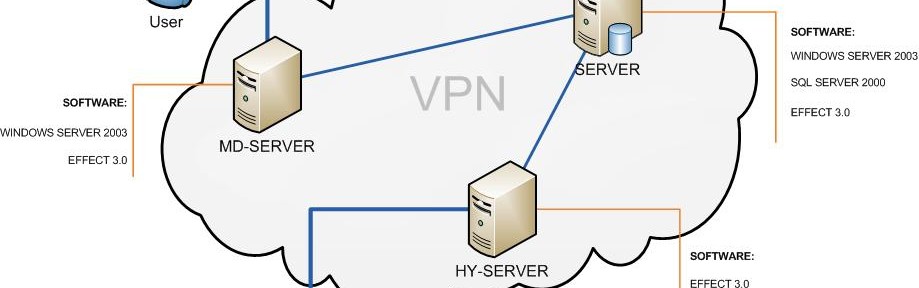 User
SOFTWARE:
WINDOWS SERVER 2003
SQL SERVER 2000
EFFECT 3.0
SERVER
VPN
SOFTWARE:
WINDOWS SERVER 2003
EFFECT 3.0
MD-SERVER
HY-SERVER
SOFTWARE:
EFFECT 3.0